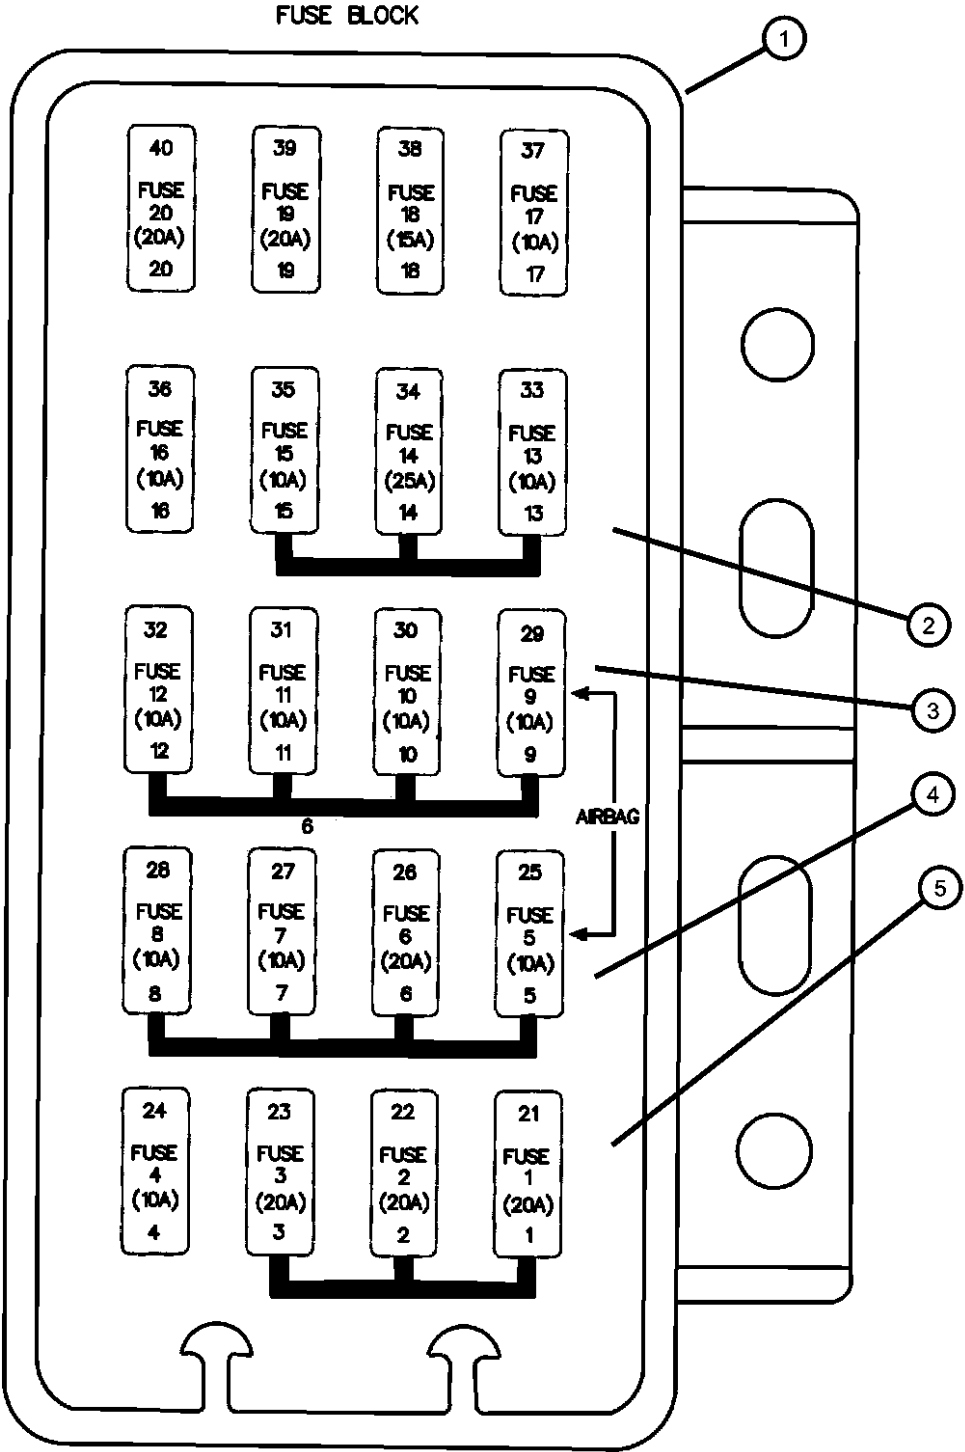 FUSE BLOCK
1
40 39 38 37
FUSE FUSE FUSE FUSE
20 19 18 17
(20A) (20A) (15A) (10A)
20 19 18 17
36 35 34 33
FUSE FUSE FUSE FUSE
16 15 14 13
(10A) (10A) (25A) (10A)
16 15 14 13
2
32 31 30 29
FUSE FUSE FUSE FUSE
12 11 10 9
(10A) (10A) (10A) (10A)
12 11 10 9
3
4
6
AIRBAG
28 27 26 25
5
FUSE FUSE FUSE FUSE
8 7 6 5
(10A) (10A) (20A) (10A)
8 7 6 5
24 23 22 21
FUSE FUSE FUSE FUSE
4 3 2 1
(10A) (20A) (20A) (20A)
4 3 2 1